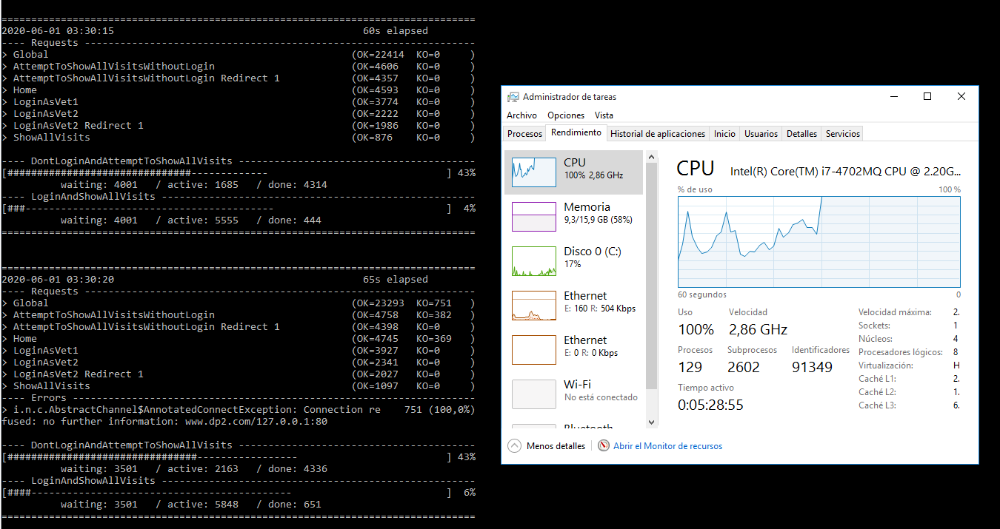 ================================================================================
2020-06-01 03:30:15                                          60s elapsed
---- Requests ------------------------------------------------------------------
> Global                                                   (OK=22414  KO=0     )
> AttemptToShowAllVisitsWithoutLogin                       (OK=4606   KO=0     )
> AttemptToShowAllVisitsWithoutLogin Redirect 1            (OK=4357   KO=0     )
> Home                                                     (OK=4593   KO=0     )
> LoginAsVet1                                              (OK=3774   KO=0     )
> LoginAsVet2                                              (OK=2222   KO=0     )
> LoginAsVet2 Redirect 1                                   (OK=1986   KO=0     )
> ShowAllVisits                                            (OK=876    KO=0     )
---- DontLoginAndAttemptToShowAllVisits ----------------------------------------
[###############################-------------                              ] 43%
          waiting: 4001   / active: 1685   / done: 4314
---- LoginAndShowAllVisits -----------------------------------------------------
[###-----------------------------------------                              ]  4%
          waiting: 4001   / active: 5555   / done: 444
================================================================================
================================================================================
2020-06-01 03:30:20                                          65s elapsed
---- Requests ------------------------------------------------------------------
> Global                                                   (OK=23293  KO=751   )
> AttemptToShowAllVisitsWithoutLogin                       (OK=4758   KO=382   )
> AttemptToShowAllVisitsWithoutLogin Redirect 1            (OK=4398   KO=0     )
> Home                                                     (OK=4745   KO=369   )
> LoginAsVet1                                              (OK=3927   KO=0     )
> LoginAsVet2                                              (OK=2341   KO=0     )
> LoginAsVet2 Redirect 1                                   (OK=2027   KO=0     )
> ShowAllVisits                                            (OK=1097   KO=0     )
---- Errors --------------------------------------------------------------------
> i.n.c.AbstractChannel$AnnotatedConnectException: Connection re    751 (100,0%)
fused: no further information: www.dp2.com/127.0.0.1:80
---- DontLoginAndAttemptToShowAllVisits ----------------------------------------
[################################-----------------                         ] 43%
          waiting: 3501   / active: 2163   / done: 4336
---- LoginAndShowAllVisits -----------------------------------------------------
[####--------------------------------------------                          ]  6%
          waiting: 3501   / active: 5848   / done: 651
================================================================================
Administrador de tareas
Archivo Opciones Vista
Procesos Rendimiento Historial de aplicaciones Inicio Usuarios Detalles Servicios
CPU
100% 2,86 GHz
Memoria
9,3/15,9 GB (58%)
Disco 0 (C:)
17%
Ethernet
E: 160 R: 504 Kbps
Ethernet
E: 0 R: 0 Kbps
Wi-Fi
No está conectado
Bluetooth
CPU Intel(R) Core(TM) i7-4702MQ CPU @ 2.20G...
% de uso 100 %
60 segundos 0
Uso Velocidad
100% 2,86 GHz
Procesos Subprocesos Identificadores
129 2602 91349
Tiempo activo
0:05:28:55
Velocidad máxima: 2.
Sockets: 1
Núcleos: 4
Procesadores lógicos: 8
Virtualización: H
Caché L1: 2.
Caché L2: 1.
Caché L3: 6.
Menos detalles Abrir el Monitor de recursos